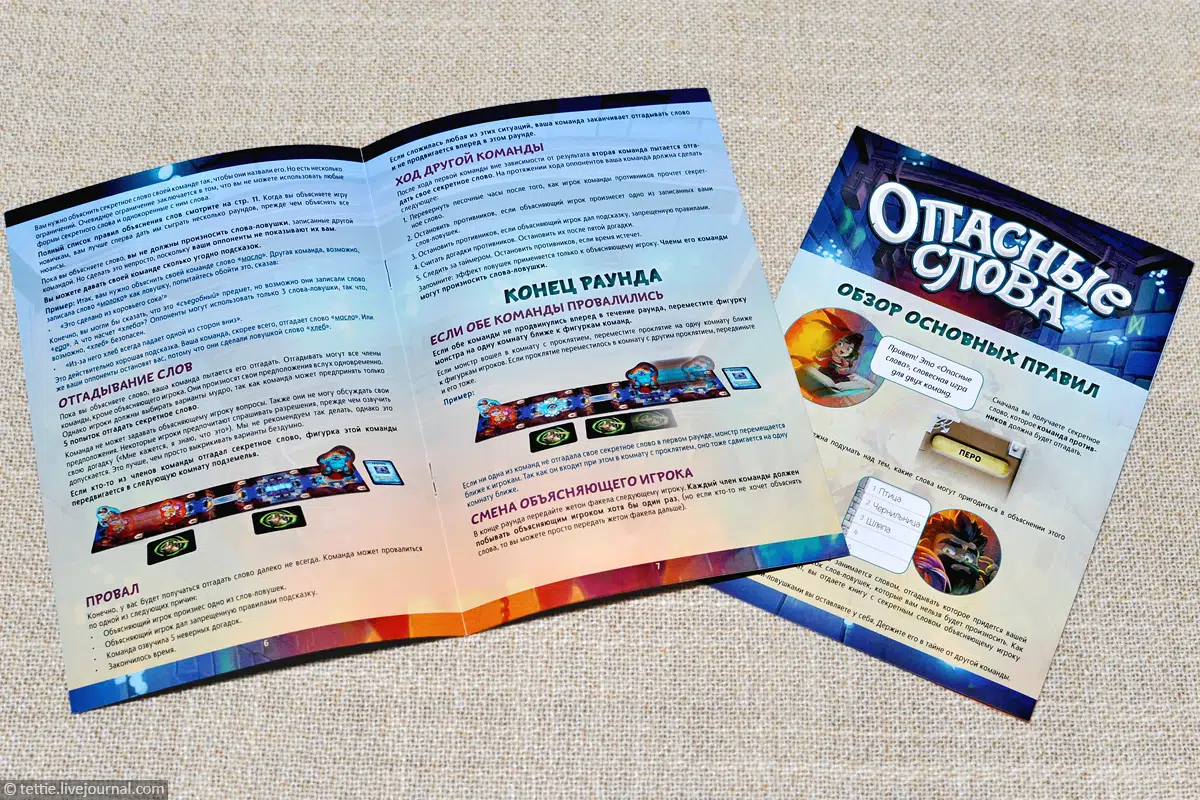 Вам нужно объяснить секретное слово своей команде так, чтобы они назвали его. Но есть несколько
ограничений. Очевидное ограничение заключается в том, что вы не можете использовать любые
формы секретного слова и однокоренные с ним слова.
Полный список правил объяснения слов смотрите на стр. 11. Когда вы объясняете игру
новичкам, вам лучше сперва дать им сыграть несколько раундов, прежде чем объяснять все
нюансы.
Пока вы объясняете слово, вы не должны произносить слова-ловушки, записанные другой
командой. Но сделать это непросто, поскольку ваши оппоненты не показывают их вам.
Вы можете давать своей команде сколько угодно подсказок.
Пример: Итак, вам нужно объяснить своей команде слово «масло». Другая команда, возможно,
записала слово «молоко» как ловушку, попытайтесь обойти это, сказав:
• «Это сделано из коровьего сока!»
Конечно, вы могли бы сказать, что это «съедобный» предмет, но возможно они записали слово
«еда». А что насчет «хлеба»? Оппоненты могут использовать только 3 слова-ловушки, так что,
возможно, «хлеб» безопасен?
• «Из-за него хлеб всегда падает одной из сторон вниз».
Это действительно хорошая подсказка. Ваша команда, скорее всего, отгадает слово «масло». Или
же ваши оппоненты остановят вас, потому что они сделали ловушкой слово «хлеб».
ОТГАДЫВАНИЕ СЛОВ
Пока вы объясняете слово, ваша команда пытается его отгадать. Отгадывать могут все члены
команды, кроме объясняющего игрока. Они произносят свои предположения вслух одновременно.
Однако игроки должны выбирать варианты мудро, так как команда может предпринять только
5 попыток отгадать секретное слово.
Команда не может задавать объясняющему игроку вопросы. Также они не могу обсуждать свои
предположения. Некоторые игроки предпочитают спрашивать разрешения, прежде чем озвучить
свою догадку («Мне кажется, я знаю, что это»). Мы не рекомендуем так делать, однако это
допускается. Это лучше, чем просто выкрикивать варианты бездумно.
Если кто-то из членов команды отгадал секретное слово, фигурка этой команды
передвигается в следующую комнату подземелья.
ПРОВАЛ
Конечно, у вас будет получаться отгадать слово далеко не всегда. Команда может провалиться
по одной из следующих причин:
• Объясняющий игрок произнес одно из слов-ловушек.
• Объясняющий игрок дал запрещенную правилами подсказку.
• Команда озвучила 5 неверных догадок.
• Закончилось время.
6
Если сложилась любая из этих ситуаций, ваша команда заканчивает отгадывать слово
и не продвигается вперед в этом раунде.
ХОД ДРУГОЙ КОМАНДЫ
После хода первой команды вне зависимости от результата вторая команда пытается отга-
дать свое секретное слово. На протяжении хода оппонентов ваша команда должна сделать
следующее:
1. Перевернуть песочные часы после того, как игрок команды противников прочтет секрет-
ное слово.
2. Остановить противников, если объясняющий игрок произнесет одно из записанных вами
слов-ловушек.
3. Остановить противников, если объясняющий игрок дал подсказку, запрещенную правилами.
4. Считать догадки противников. Остановить их после пятой догадки.
5. Следить за таймером. Остановить противников, если время истечет.
Запомните: эффект ловушек применяется только к объясняющему игроку. Члены его команды
могут произносить слова-ловушки.
КОНЕЦ РАУНДА
ЕСЛИ ОБЕ КОМАНДЫ ПРОВАЛИЛИСЬ
Если обе команды не продвинулись вперед в течение раунда, переместите фигурку
монстра на одну комнату ближе к фигуркам команд.
Если монстр вошел в комнату с проклятием, переместите проклятие на одну комнату ближе
к фигуркам игроков. Если проклятие переместилось в комнату с другим проклятием, передвиньте
и его тоже.
Пример:
Если ни одна из команд не отгадала свое секретное слово в первом раунде, монстр перемещается
ближе к игрокам. Так как он входит при этом в комнату с проклятием, оно тоже сдвигается на одну
комнату ближе.
СМЕНА ОБЪЯСНЯЮЩЕГО ИГРОКА
В конце раунда передайте жетон факела следующему игроку. Каждый член команды должен
побывать объясняющим игроком хотя бы один раз, (но если кто-то не хочет объяснять
слова, то вы можете просто передать жетон факела дальше).
7
ОПАСНЫЕ
СЛОВА
ОБЗОР ОСНОВНЫХ ПРАВИЛ
Привет! Это «Опасные
слова», словесная игра
для двух команд.
Сначала вы получаете секретное
слово которое команда против-
ников должна будет отгадать.
ПЕРО
жна подумать над тем, какие слова могут пригодиться в объяснении этого
1 Птица
2 Чернильница
3 Шляпа
4
занимается словом, отгадывать которое придется вашей
ок слов-ловушек, которые вам нельзя будет произносить. Как
вы отдаете книгу с секретным словом объясняющему игроку
ловушками вы оставляете у себя. Держите его в тайне от другой команды.
© tettie.livejournal.com